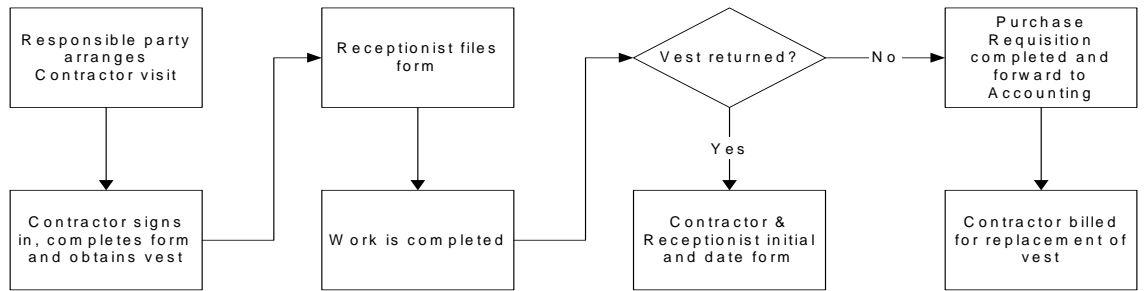 Responsible party
arranges
Contractor visit
Contractor signs
in, completes form
and obtains vest
Receptionist files
form
Work is completed
Vest returned?
Yes
Contractor &
Receptionist initial
and date form
No
Purchase
Requisition
completed and
forward to
Accounting
Contractor billed
for replacement of
vest